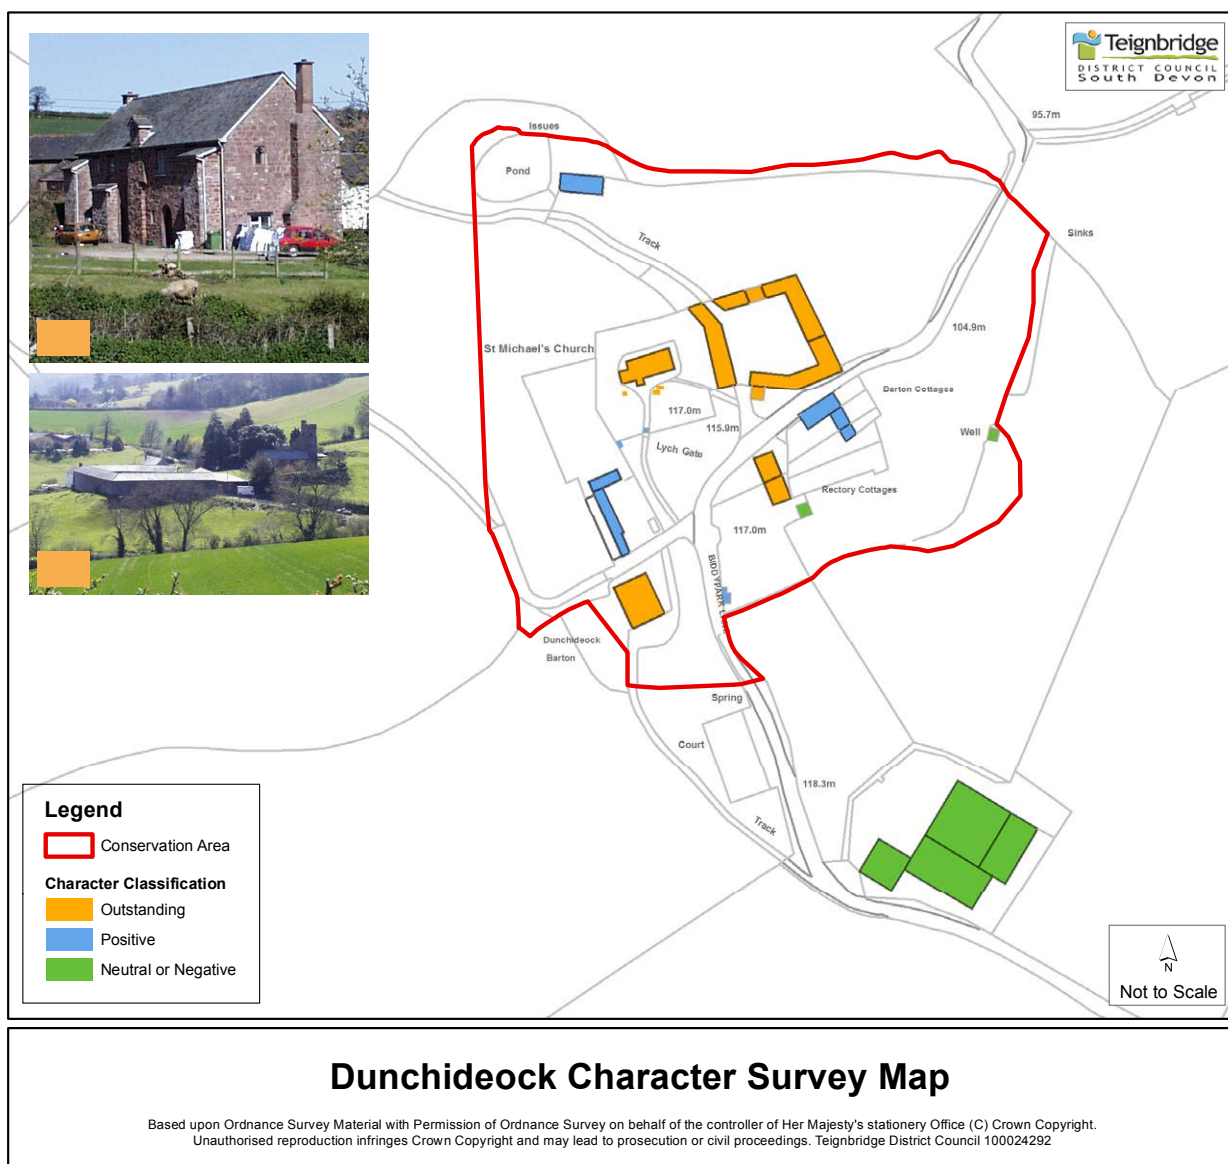 Teignbridge
DISTRICT COUNCIL
South Devon
95.7m
Issues
Pond
Sinks
Track
104.9m
St Michael's Church
Barton Cottages
117.0m
115.9m
Well
Lych Gate
Rectory Cottages
117.0m
BIDDYPARK LANE
Dunchideock
Barton
Spring
Court
118.3m
Track
Legend
Conservation Area
Character Classification
Outstanding
Positive
Neutral or Negative
N
Not to Scale
Dunchideock Character Survey Map
Based upon Ordnance Survey Material with Permission of Ordnance Survey on behalf of the controller of Her Majesty's stationery Office (C) Crown Copyright.
Unauthorised reproduction infringes Crown Copyright and may lead to prosecution or civil proceedings. Teignbridge District Council 100024292